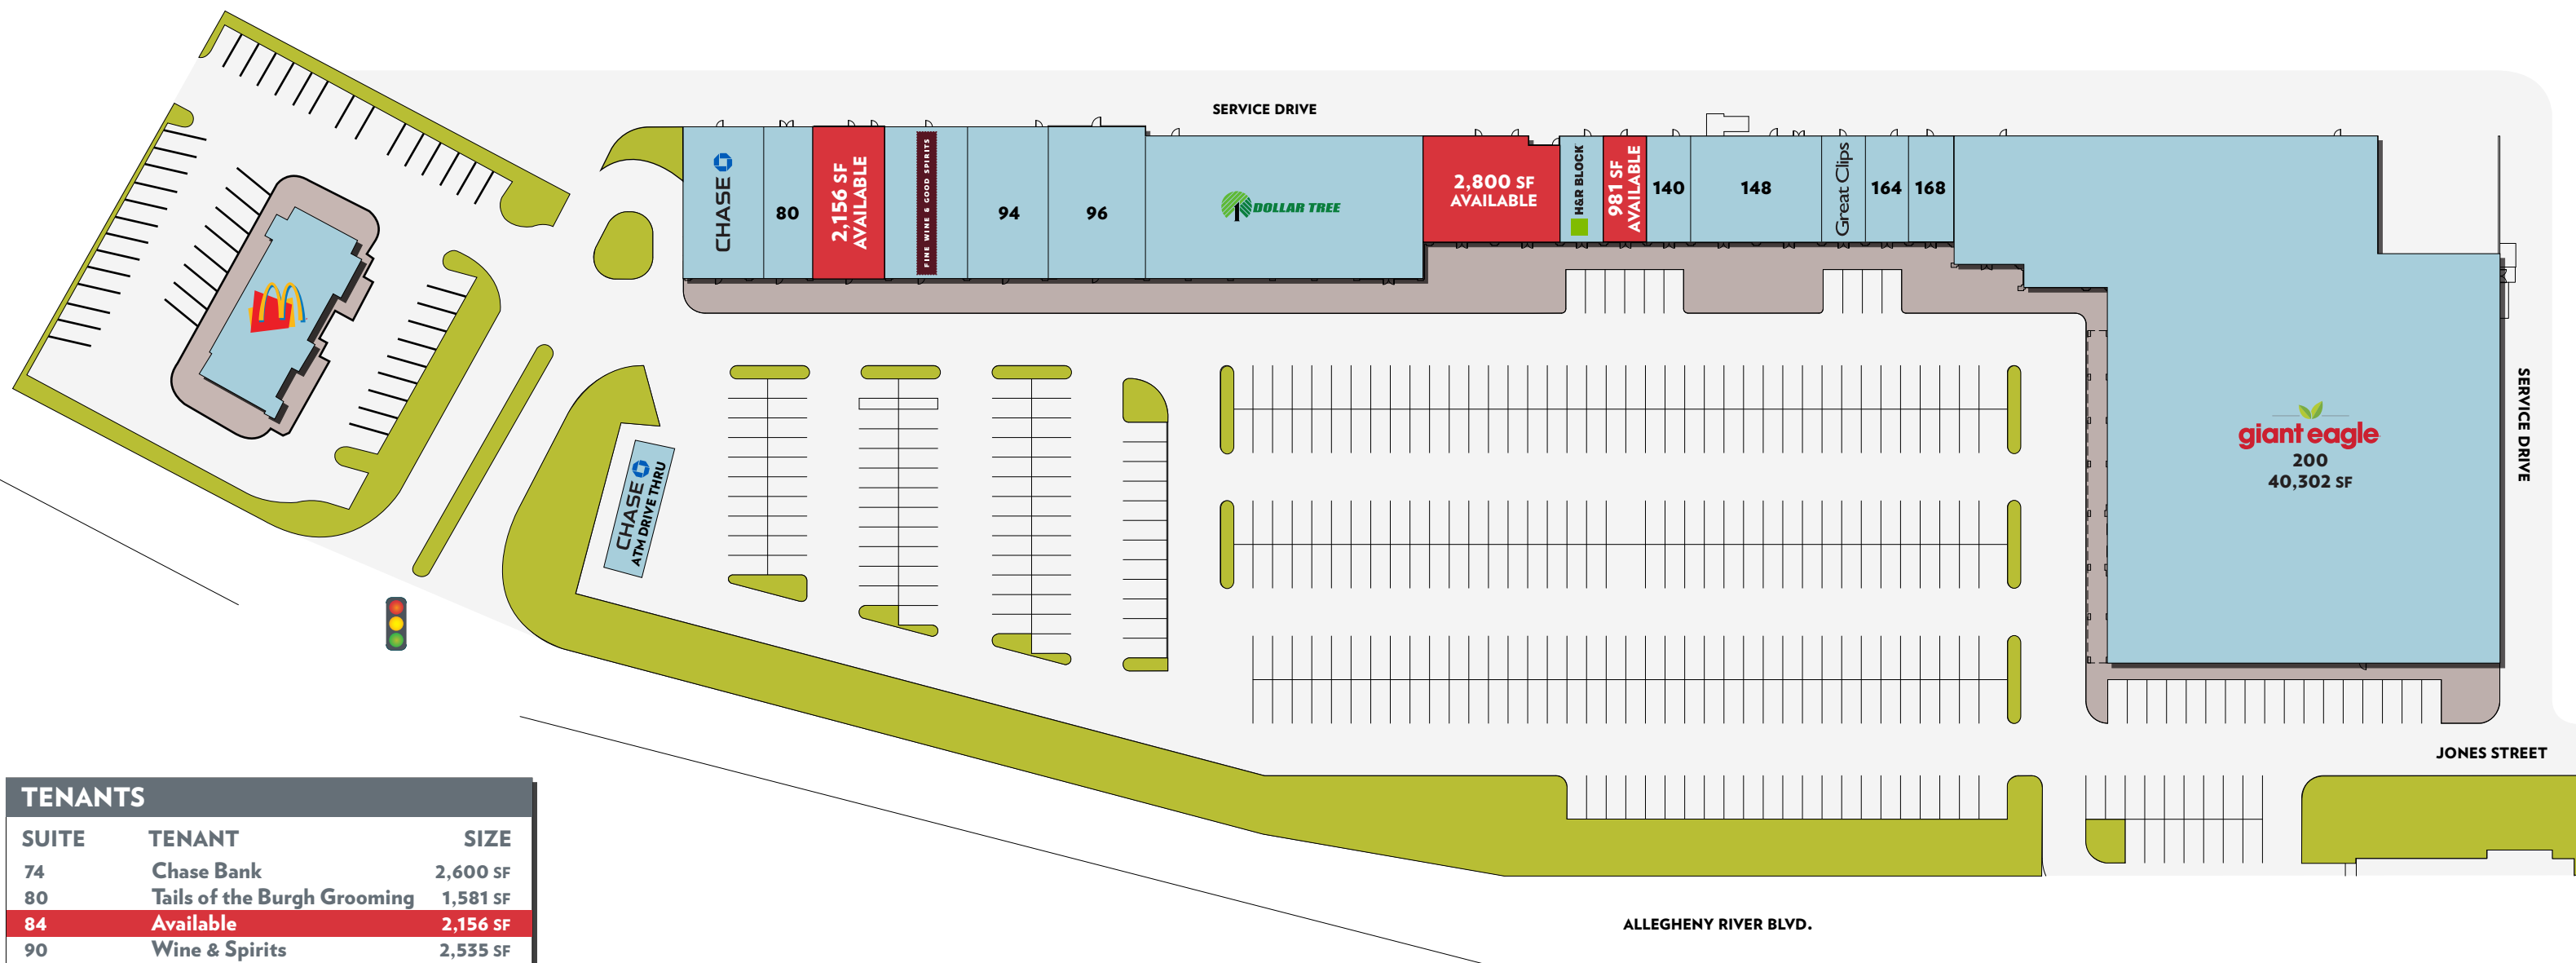 SERVICE DRIVE
CHASE
80
2,156 SF
AVAILABLE
FINE WINE & GOOD SPIRITS
94
96
DOLLAR TREE
2,800 SF
AVAILABLE
H&R BLOCK
981 SF
AVAILABLE
140
148
Great Clips
164
168
giant eagle
200
40,302 SF
SERVICE DRIVE
CHASE
ATM DRIVE THRU
JONES STREET
ALLEGHENY RIVER BLVD.
TENANTS
SUITE TENANT SIZE
74 Chase Bank 2,600 SF
80 Tails of the Burgh Grooming 1,581 SF
84 Available 2,156 SF
90 Wine & Spirits 2,535 SF